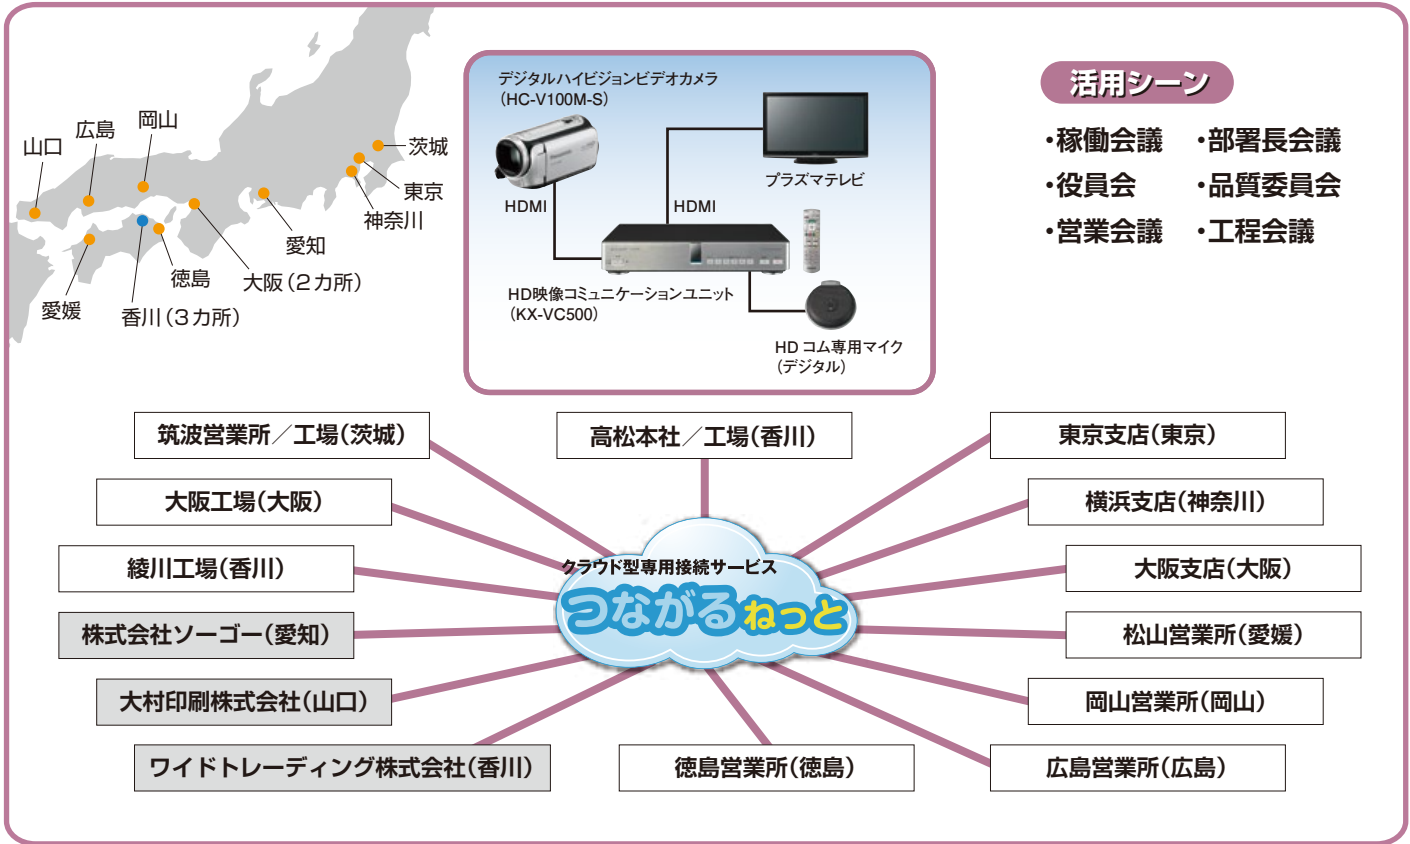 山口
広島
岡山
茨城
東京
神奈川
愛知
大阪（2カ所）
徳島
香川（3カ所）
愛媛
デジタルハイビジョンビデオカメラ
（HC-V100M-S）
プラズマテレビ
HDMI
HDMI
HD映像コミュニケーションユニット
（KX-VC500）
HD コム専用マイク
（デジタル）
活用シーン
・稼働会議 ・部署長会議
・役員会 ・品質委員会
・営業会議 ・工程会議
筑波営業所／工場（茨城）
高松本社／工場（香川）
東京支店（東京）
大阪工場（大阪）
横浜支店（神奈川）
綾川工場（香川）
大阪支店（大阪）
クラウド型専用接続サービス
つながるねっと
株式会社ソーゴー（愛知）
松山営業所（愛媛）
大村印刷株式会社（山口）
岡山営業所（岡山）
ワイドトレーディング株式会社（香川）
徳島営業所（徳島）
広島営業所（広島）